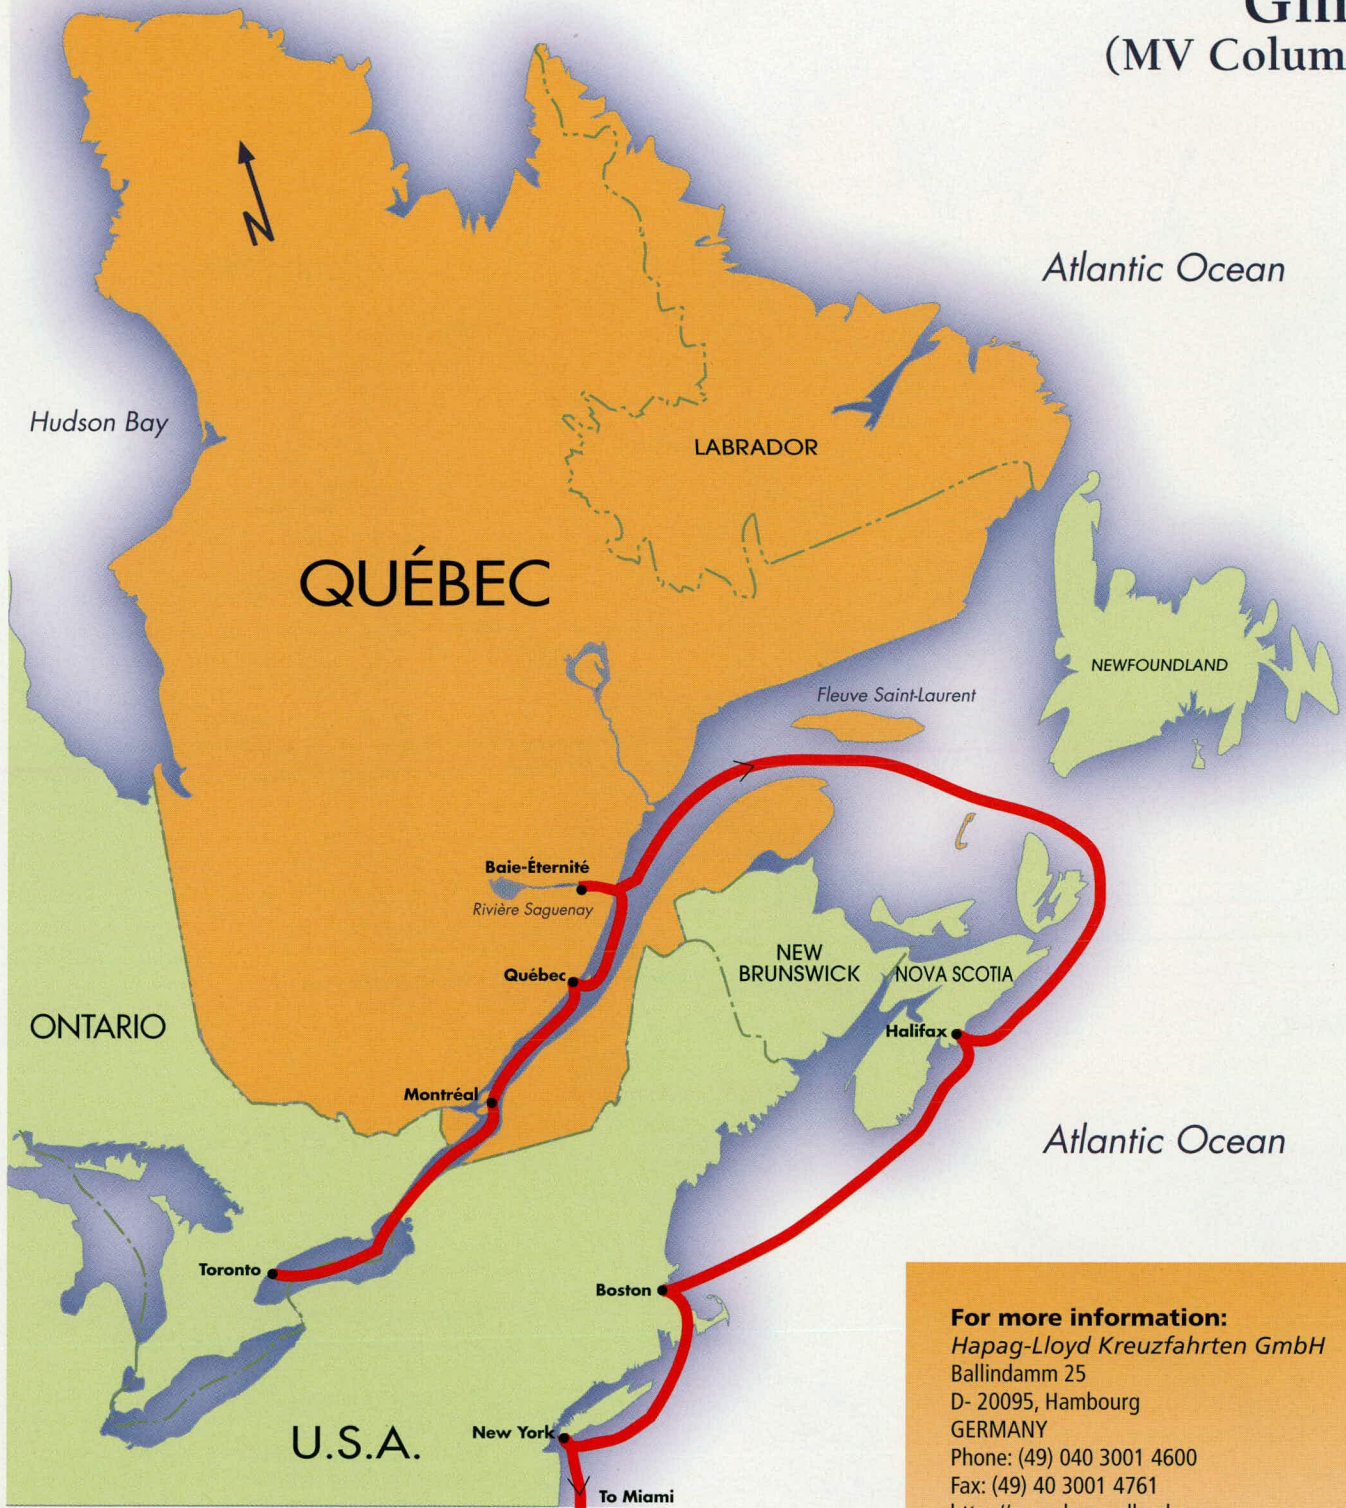 (MV Colum
N
Atlantic Ocean
Hudson Bay
LABRADOR
QUÉBEC
NEWFOUNDLAND
Fleuve Saint-Laurent
Baie-Éternité
Rivière Saguenay
NEW
BRUNSWICK
NOVA SCOTIA
Québec
ONTARIO
Halifax
Montréal
Atlantic Ocean
Toronto
Boston
New York
U.S.A.
To Miami
For more information:
Hapag-Lloyd Kreuzfahrten GmbH
Ballindamm 25
D- 20095, Hambourg
GERMANY
Phone: (49) 040 3001 4600
Fax: (49) 40 3001 4761